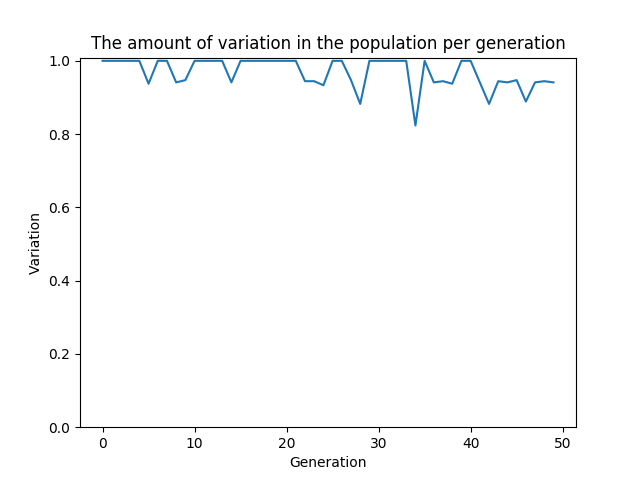 The amount of variation in the population per generation
1.0
0.8
0.6
0.4
0.2
0.0
Variation
0 10 20 30 40 50
Generation